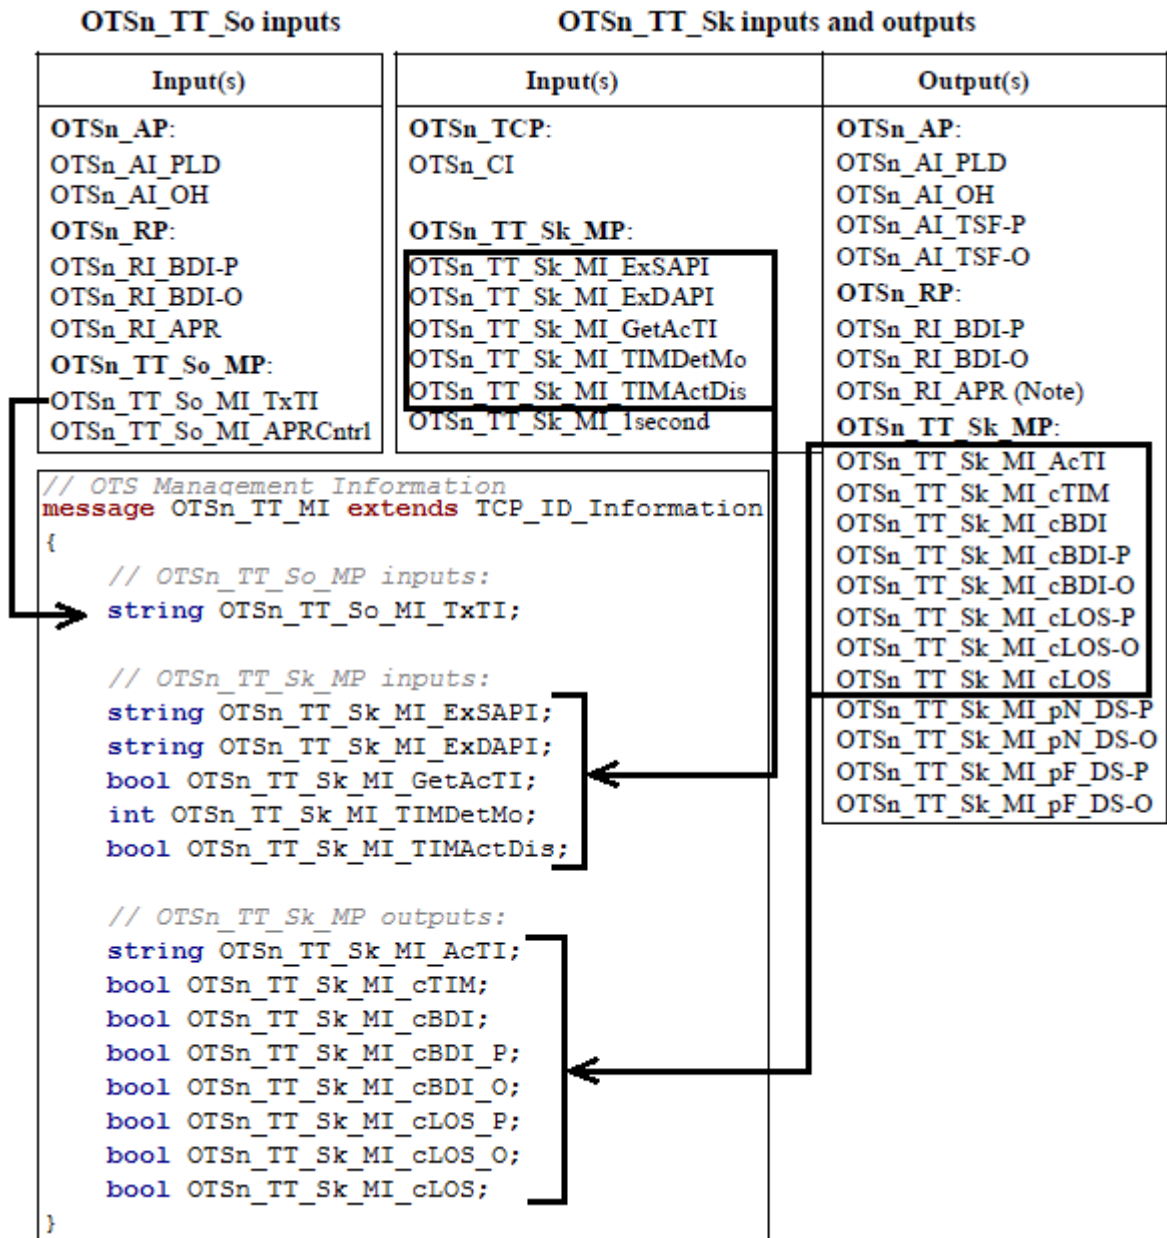 OTSn_TT_So inputs
Input(s)
OTSn_AP:
OTSn_AI_PLD
OTSn_AI_OH
OTSn_RP:
OTSn_RI_BDI-P
OTSn_RI_BDI-O
OTSn_RI_APR
OTSn_TT_So_MP:
OTSn_TT_So_MI_TxTI
OTSn_TT_So_MI_APRCntrl
OTSn_TT_Sk inputs and outputs
Input(s)
OTSn_TCP:
OTSn_CI
OTSn_TT_Sk_MP:
OTSn_TT_Sk_MI_ExSAPI
OTSn_TT_Sk_MI_ExDAPI
OTSn_TT_Sk_MI_GetAcTI
OTSn_TT_Sk_MI_TIMDetMo
OTSn_TT_Sk_MI_TIMActDis
OTSn_TT_Sk_MI_1second
Output(s)
OTSn_AP:
OTSn_AI_PLD
OTSn_AI_OH
OTSn_AI_TSF-P
OTSn_AI_TSF-O
OTSn_RP:
OTSn_RI_BDI-P
OTSn_RI_BDI-O
OTSn_RI_APR (Note)
OTSn_TT_Sk_MP:
OTSn_TT_Sk_MI_AcTI
OTSn_TT_Sk_MI_cTIM
OTSn_TT_Sk_MI_cBDI
OTSn_TT_Sk_MI_cBDI-P
OTSn_TT_Sk_MI_cBDI-O
OTSn_TT_Sk_MI_cLOS-P
OTSn_TT_Sk_MI_cLOS-O
OTSn_TT_Sk_MI_cLOS
OTSn_TT_Sk_MI_pN_DS-P
OTSn_TT_Sk_MI_pN_DS-O
OTSn_TT_Sk_MI_pF_DS-P
OTSn_TT_Sk_MI_pF_DS-O
// OTS Management Information
message OTSn_TT_MI extends TCP_ID_Information
{
// OTSn_TT_So_MP inputs:
string OTSn_TT_So_MI_TxTI;
// OTSn_TT_Sk_MP inputs:
string OTSn_TT_Sk_MI_ExSAPI;
string OTSn_TT_Sk_MI_ExDAPI;
bool OTSn_TT_Sk_MI_GetAcTI;
int OTSn_TT_Sk_MI_TIMDetMo;
bool OTSn_TT_Sk_MI_TIMActDis;
// OTSn_TT_Sk_MP outputs:
string OTSn_TT_Sk_MI_AcTI;
bool OTSn_TT_Sk_MI_cTIM;
bool OTSn_TT_Sk_MI_cBDI;
bool OTSn_TT_Sk_MI_cBDI_P;
bool OTSn_TT_Sk_MI_cBDI_O;
bool OTSn_TT_Sk_MI_cLOS_P;
bool OTSn_TT_Sk_MI_cLOS_O;
bool OTSn_TT_Sk_MI_cLOS;
}